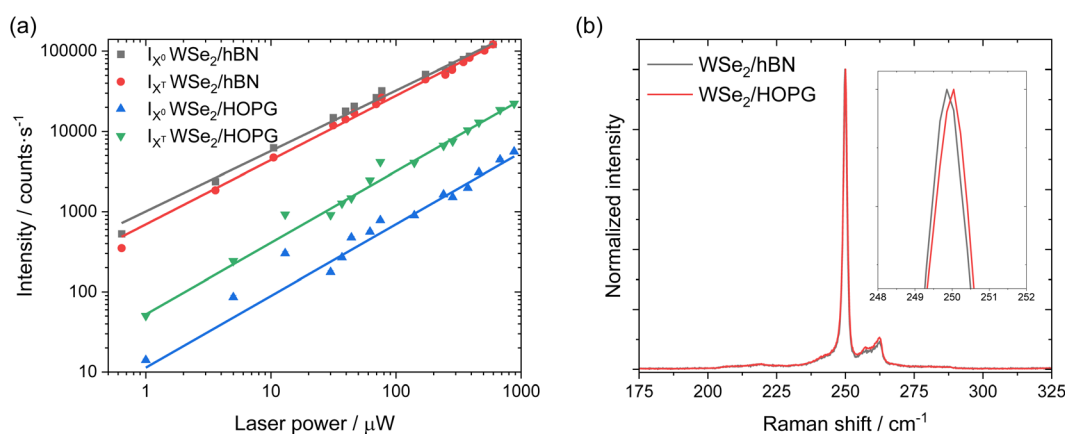 (a)
100000
10000
1000
100
10
Intensity / counts·s⁻¹
I_X⁰ WSe₂/hBN
I_Xᵀ WSe₂/hBN
I_X⁰ WSe₂/HOPG
I_Xᵀ WSe₂/HOPG
1 10 100 1000
Laser power / μW
(b)
Normalized intensity
WSe₂/hBN
WSe₂/HOPG
248 249 250 251 252
175 200 225 250 275 300 325
Raman shift / cm⁻¹